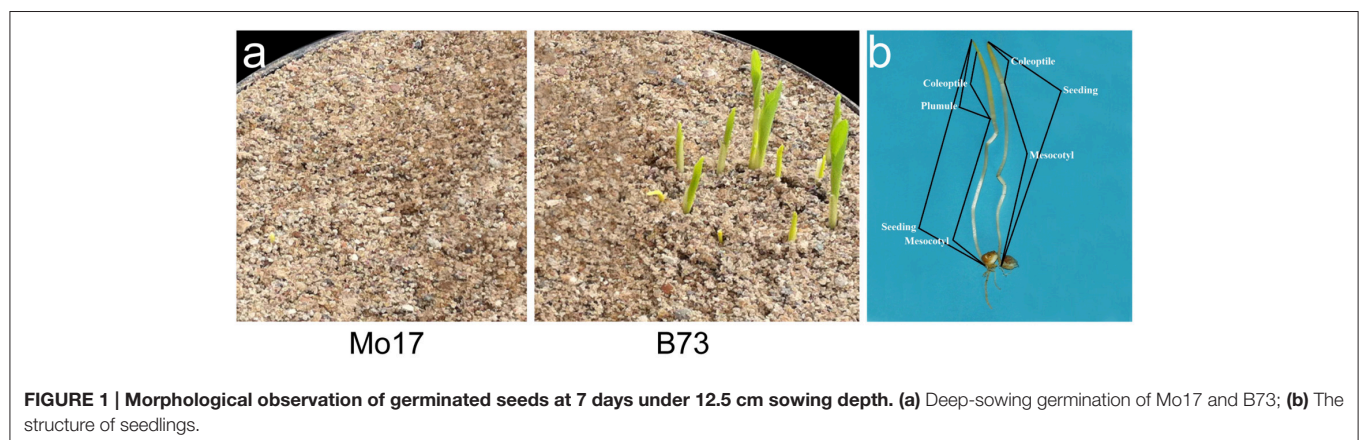 a
b
Coleoptile
Coleoptile
Seeding
Plumule
Mesocotyl
Seeding
Mesocotyl
Mo17
B73
FIGURE 1 | Morphological observation of germinated seeds at 7 days under 12.5 cm sowing depth. (a) Deep-sowing germination of Mo17 and B73; (b) The
structure of seedlings.